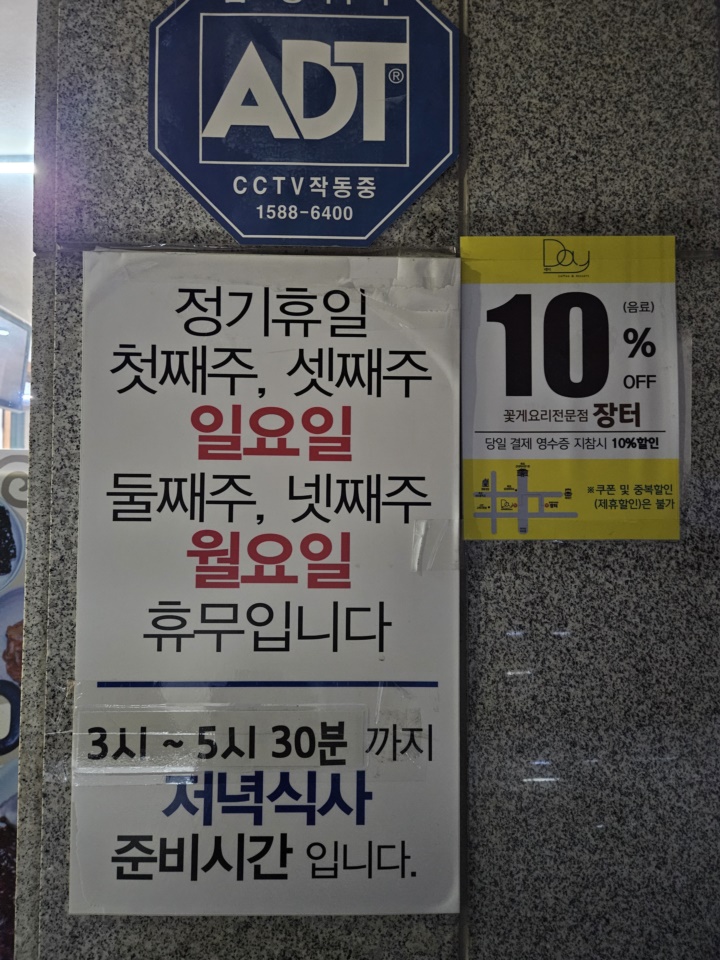 ADT®
CCTV작동중
1588-6400
정기휴일
첫째주, 셋째주
일요일
둘째주, 넷째주
월요일
휴무입니다
3시 ~ 5시 30분 까지
저녁식사
준비시간 입니다.
Day
10
(음료)
%
OFF
꽃게요리전문점 장터
당일 결제 영수증 지참시 10%할인
※쿠폰 및 중복할인
(제휴할인)은 불가